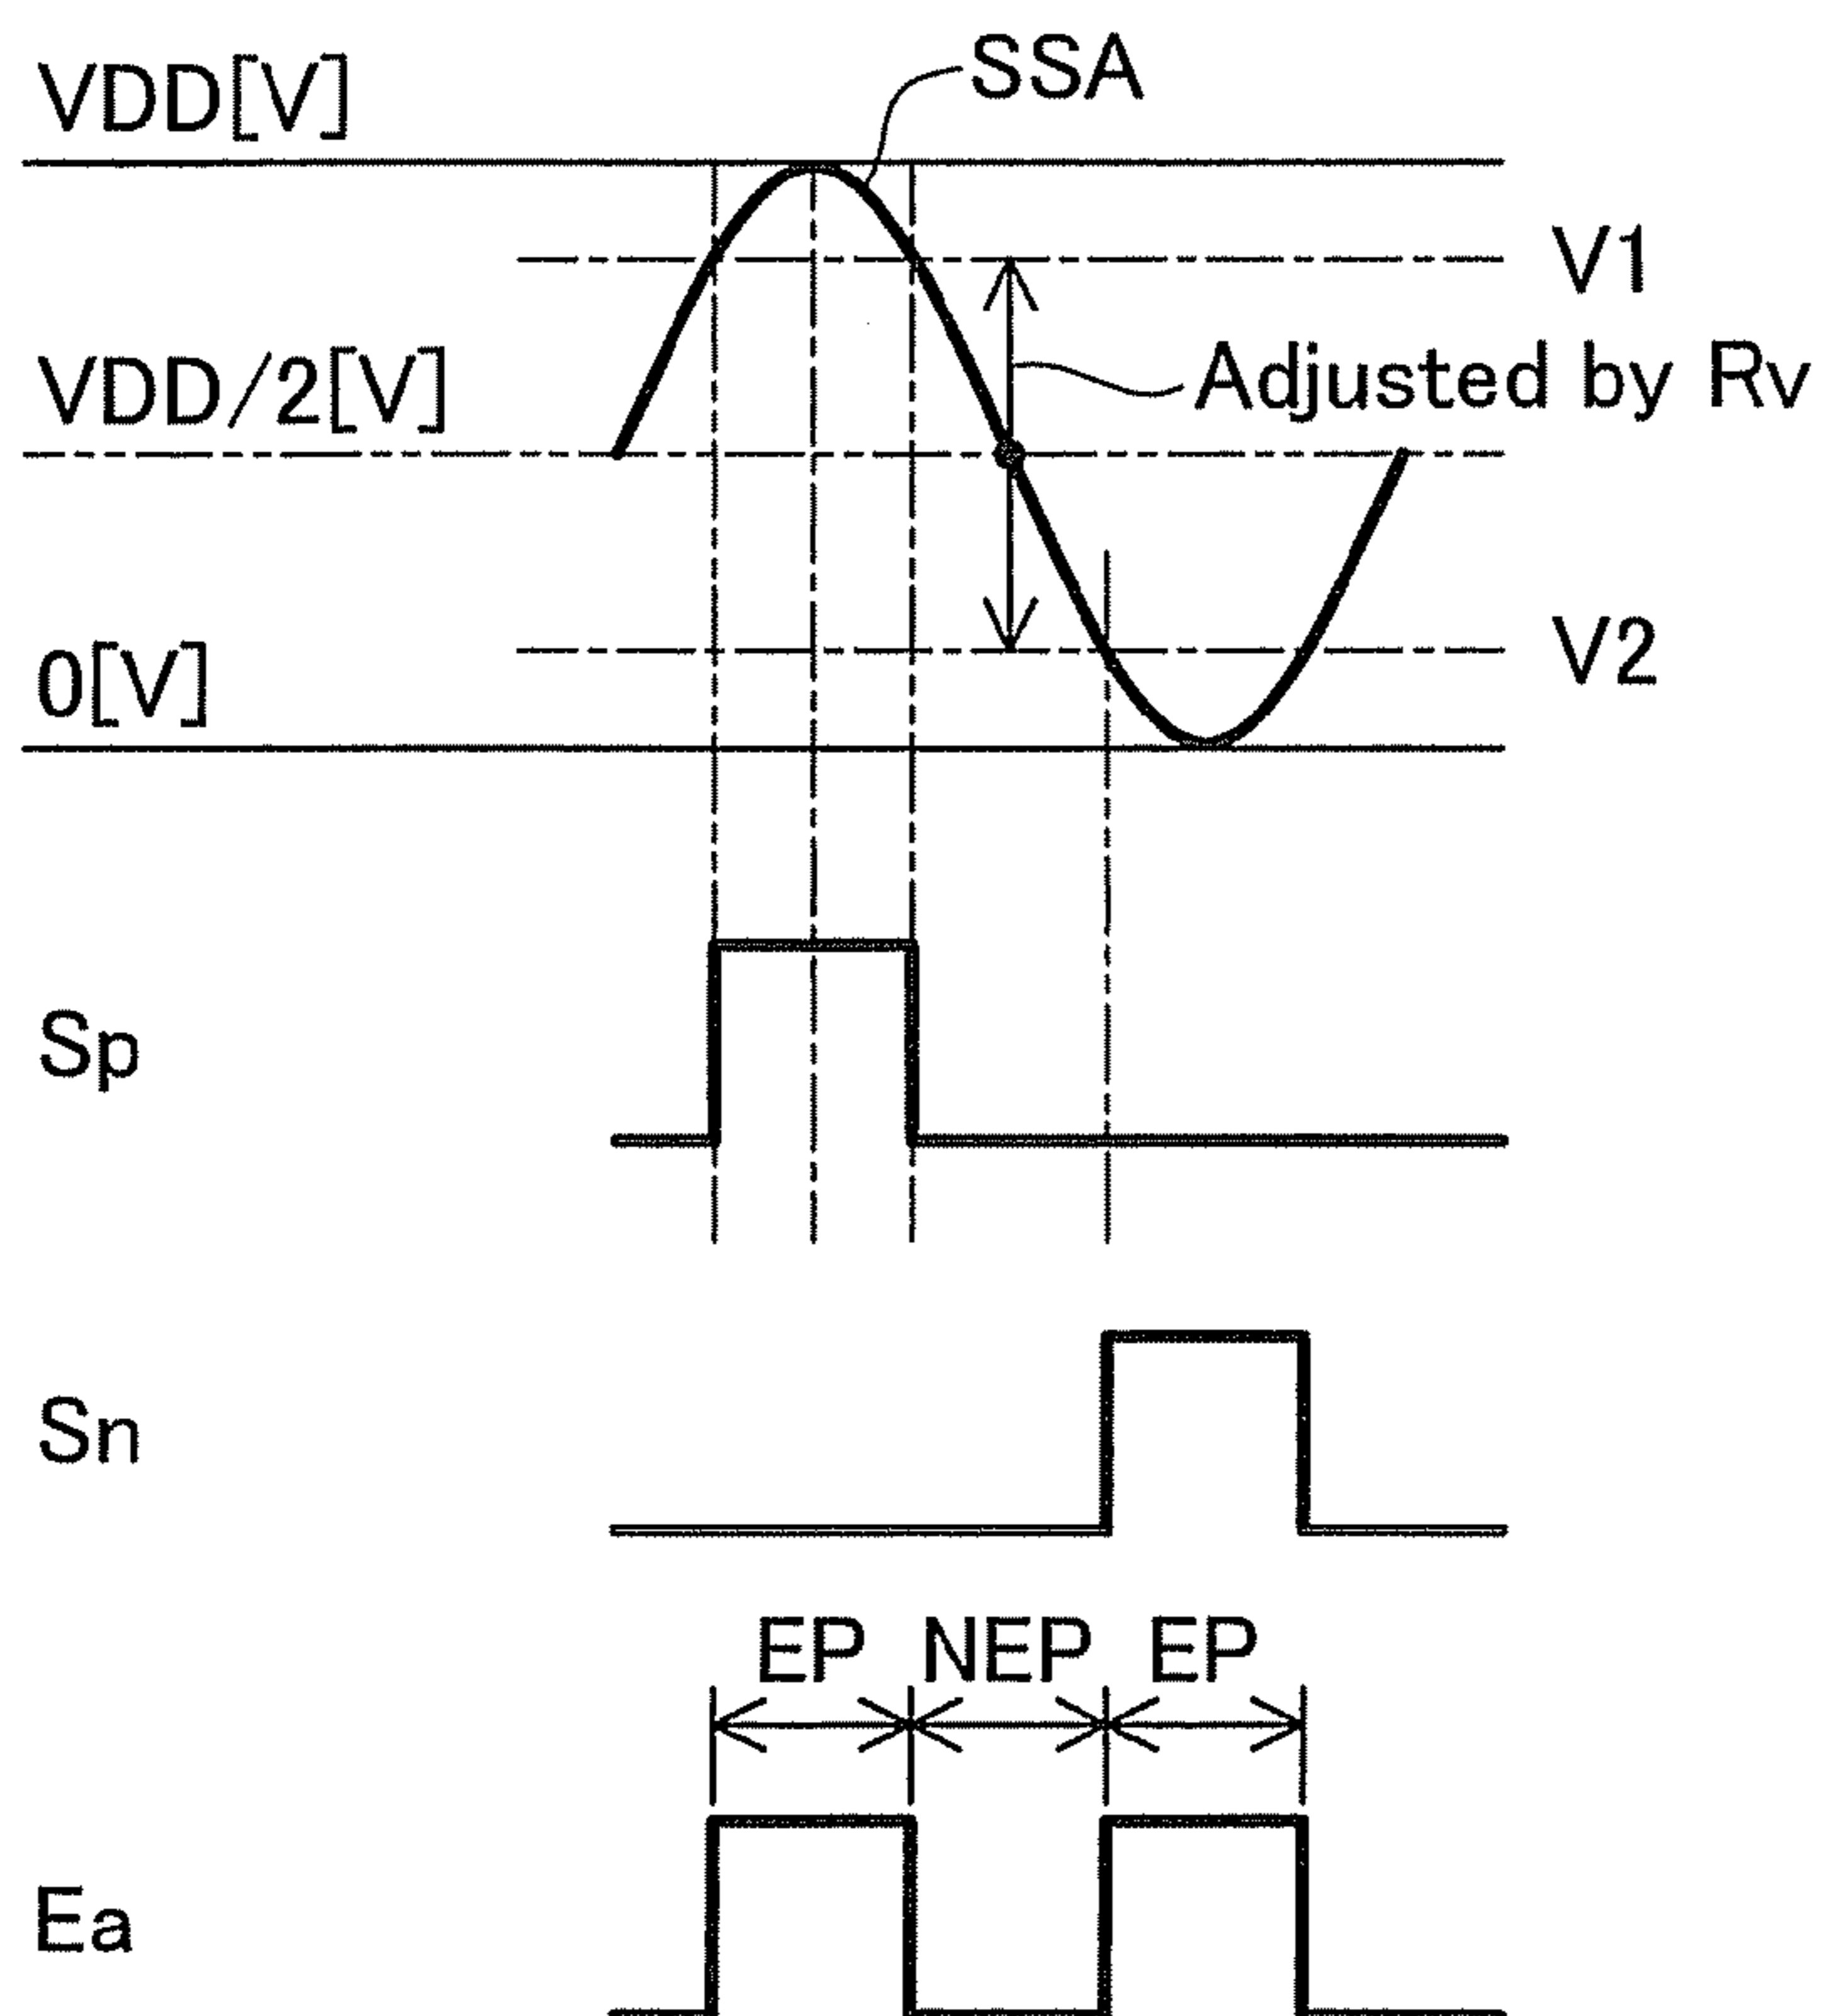 SSA
VDD[V]
V1
VDD/2[V]
Adjusted by Rv
V2
0[V]
Sp
Sn
EP NEP EP
Ea